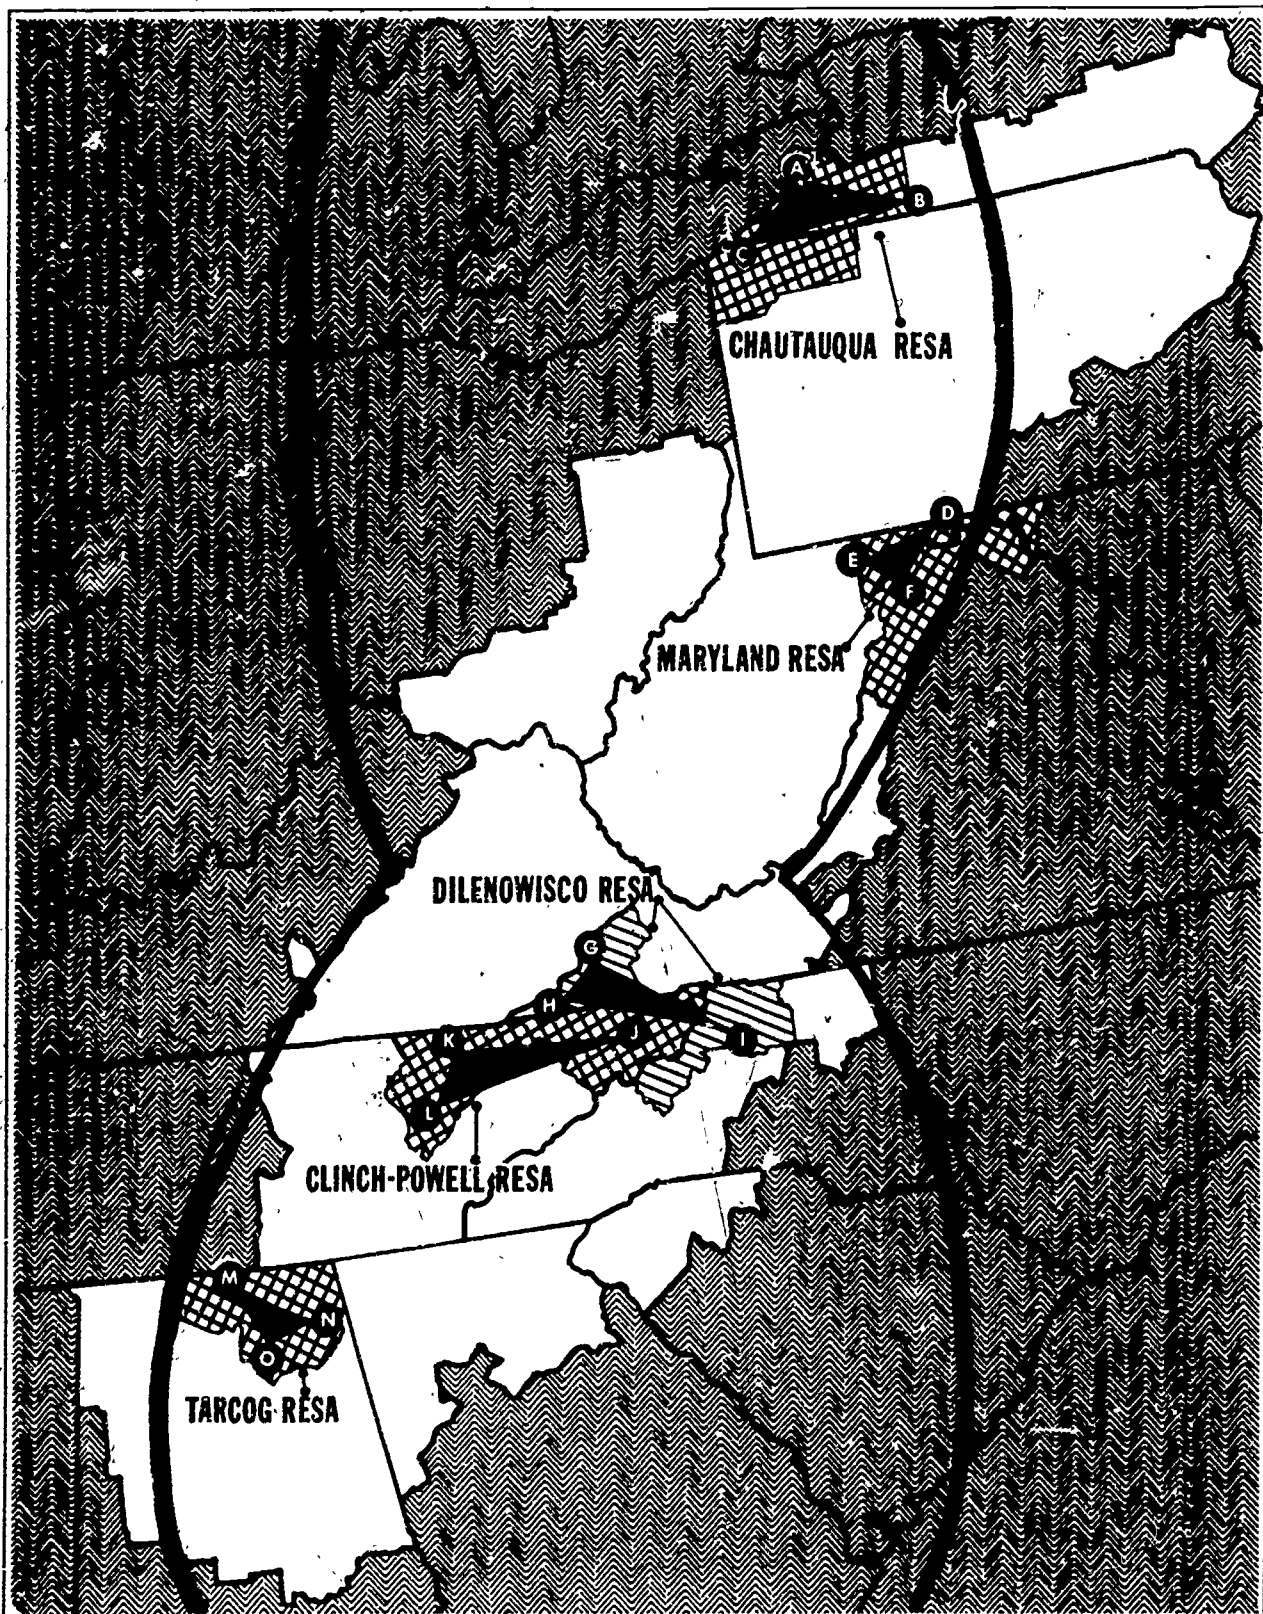 A
B
C
CHAUTAUQUA RESA
D
E
F
MARYLAND RESA
DILENOWISCO RESA
G
H
I
J
K
L
CLINCH-POWELL RESA
M
N
O
TARCOG RESA